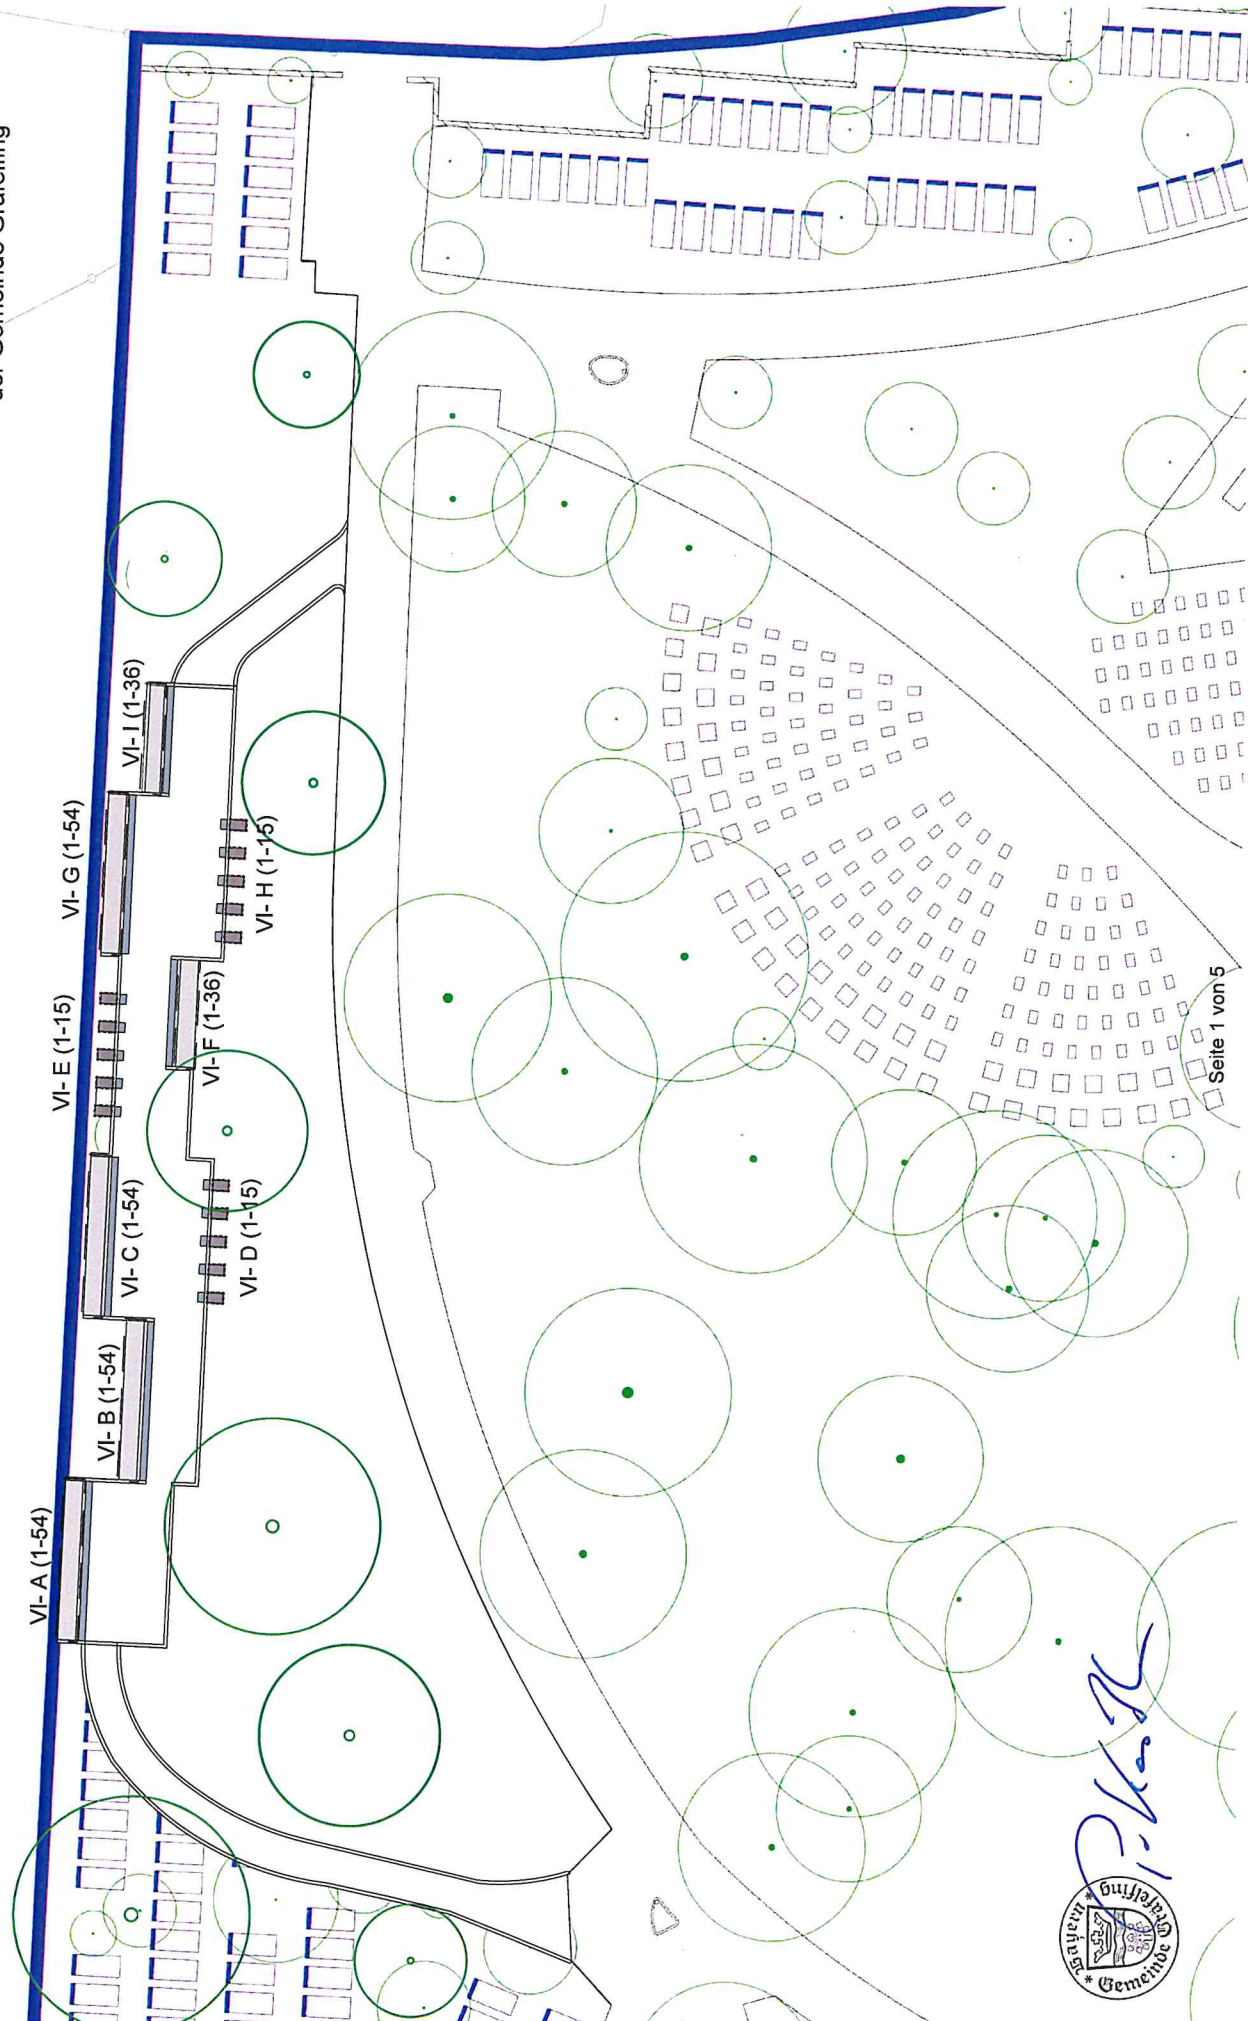 der Gemeinde Gräfelfing
VI- A (1-54)
VI- B (1-54)
VI- C (1-54)
VI- D (1-15)
VI- E (1-15)
VI- F (1-36)
VI- G (1-54)
VI- H (1-15)
VI- I (1-36)
Seite 1 von 5
* Bayern * Gemeinde Gräfelfing